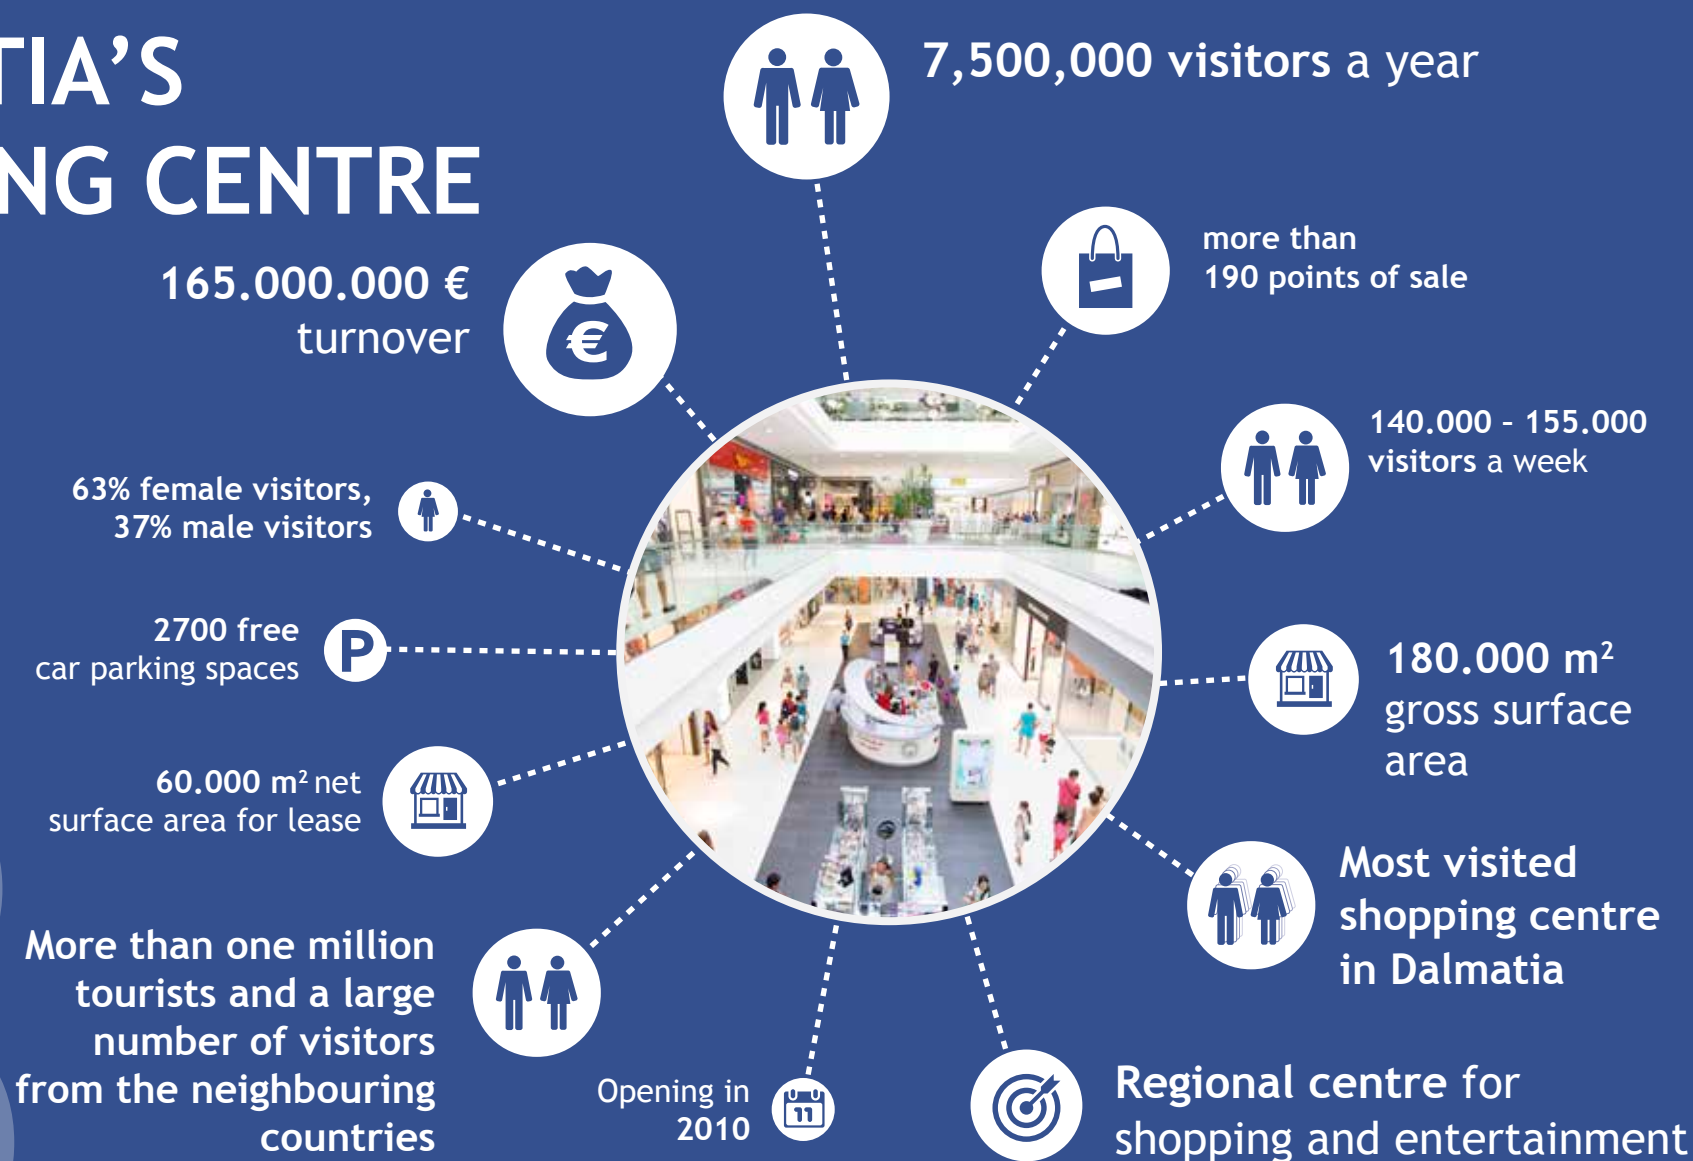 TIA’S
NG CENTRE
7,500,000 visitors a year
165.000.000 €
turnover
more than
190 points of sale
140.000 – 155.000
visitors a week
63% female visitors,
37% male visitors
2700 free
car parking spaces
P
180.000 m²
gross surface
area
60.000 m² net
surface area for lease
Most visited
shopping centre
in Dalmatia
More than one million
tourists and a large
number of visitors
from the neighbouring
countries
Opening in
2010
11
Regional centre for
shopping and entertainment